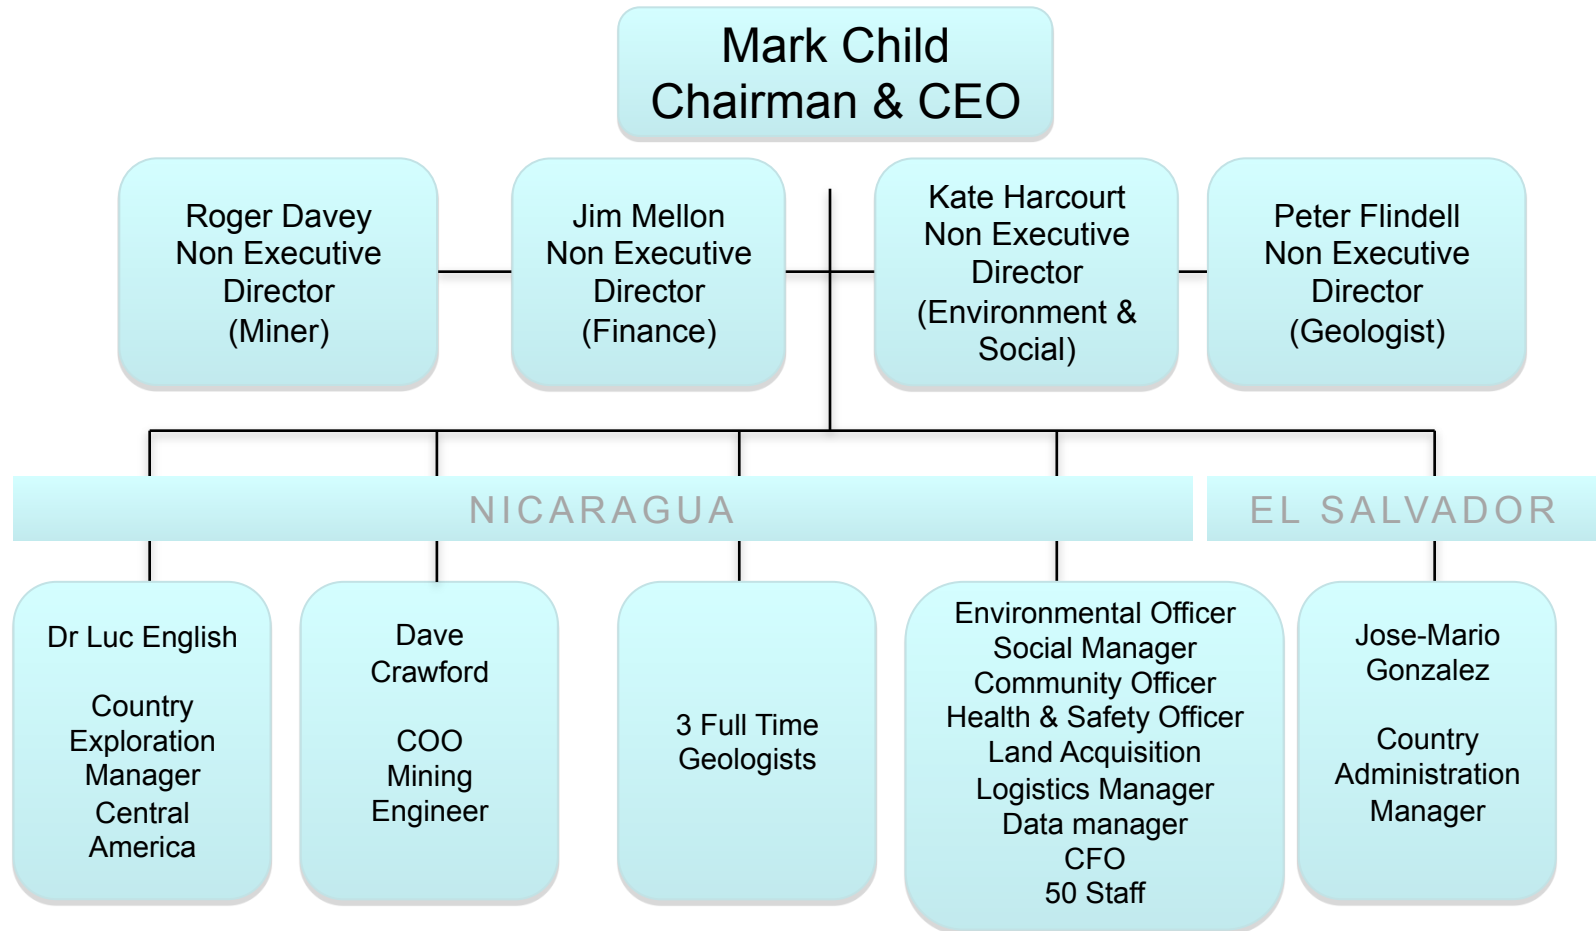 Mark Child
Chairman & CEO
Roger Davey
Non Executive
Director
(Miner)
Jim Mellon
Non Executive
Director
(Finance)
Kate Harcourt
Non Executive
Director
(Environment &
Social)
Peter Flindell
Non Executive
Director
(Geologist)
NICARAGUA
EL SALVADOR
Dr Luc English
Country
Exploration
Manager
Central
America
Dave
Crawford
COO
Mining
Engineer
3 Full Time
Geologists
Environmental Officer
Social Manager
Community Officer
Health & Safety Officer
Land Acquisition
Logistics Manager
Data manager
CFO
50 Staff
Jose-Mario
Gonzalez
Country
Administration
Manager